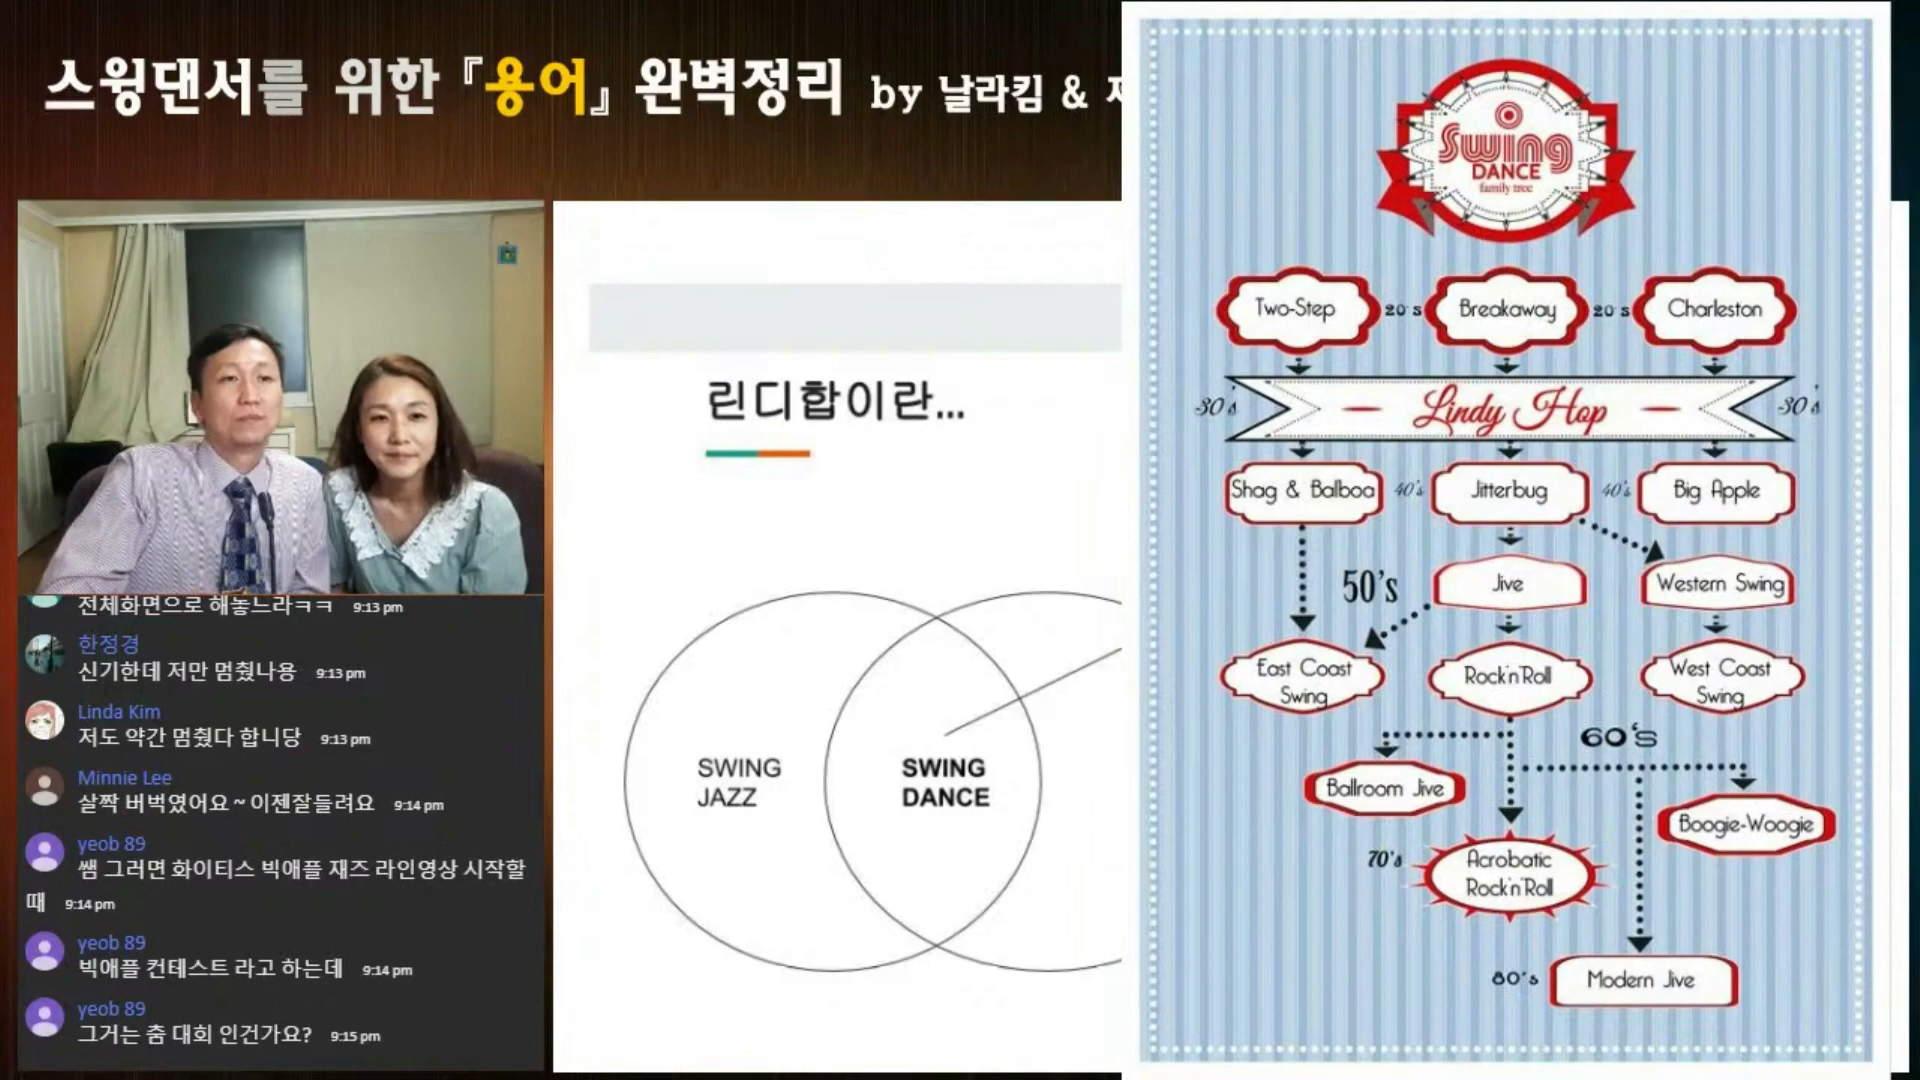 스윙댄서를 위한 『용어』 완벽정리 by 날라킴 &
전체화면으로 해놓느라ㅋㅋ 9:13 pm
한정경
신기한데 저만 멈췄나용 9:13 pm
Linda Kim
저도 약간 멈췄다 합니당 9:13 pm
Minnie Lee
살짝 버벅였어요~이젠잘들려요 9:14 pm
yeob 89
쌤 그러면 화이티스 빅애플 재즈 라인영상 시작할
때 9:14 pm
yeob 89
빅애플 컨테스트 라고 하는데 9:14 pm
yeob 89
그거는 춤 대회 인건가요? 9:15 pm
린디합이란...
SWING
JAZZ
SWING
DANCE
Swing
DANCE
family tree
Two-Step 20's Breakaway 20's Charleston
30's Lindy Hop 30's
Shag & Balboa 40's Jitterbug 40's Big Apple
50's Jive Western Swing
East Coast
Swing
Rock'n'Roll
West Coast
Swing
60'S
Ballroom Jive
Boogie-Woogie
70's
Acrobatic
Rock'n'Roll
80's Modern Jive